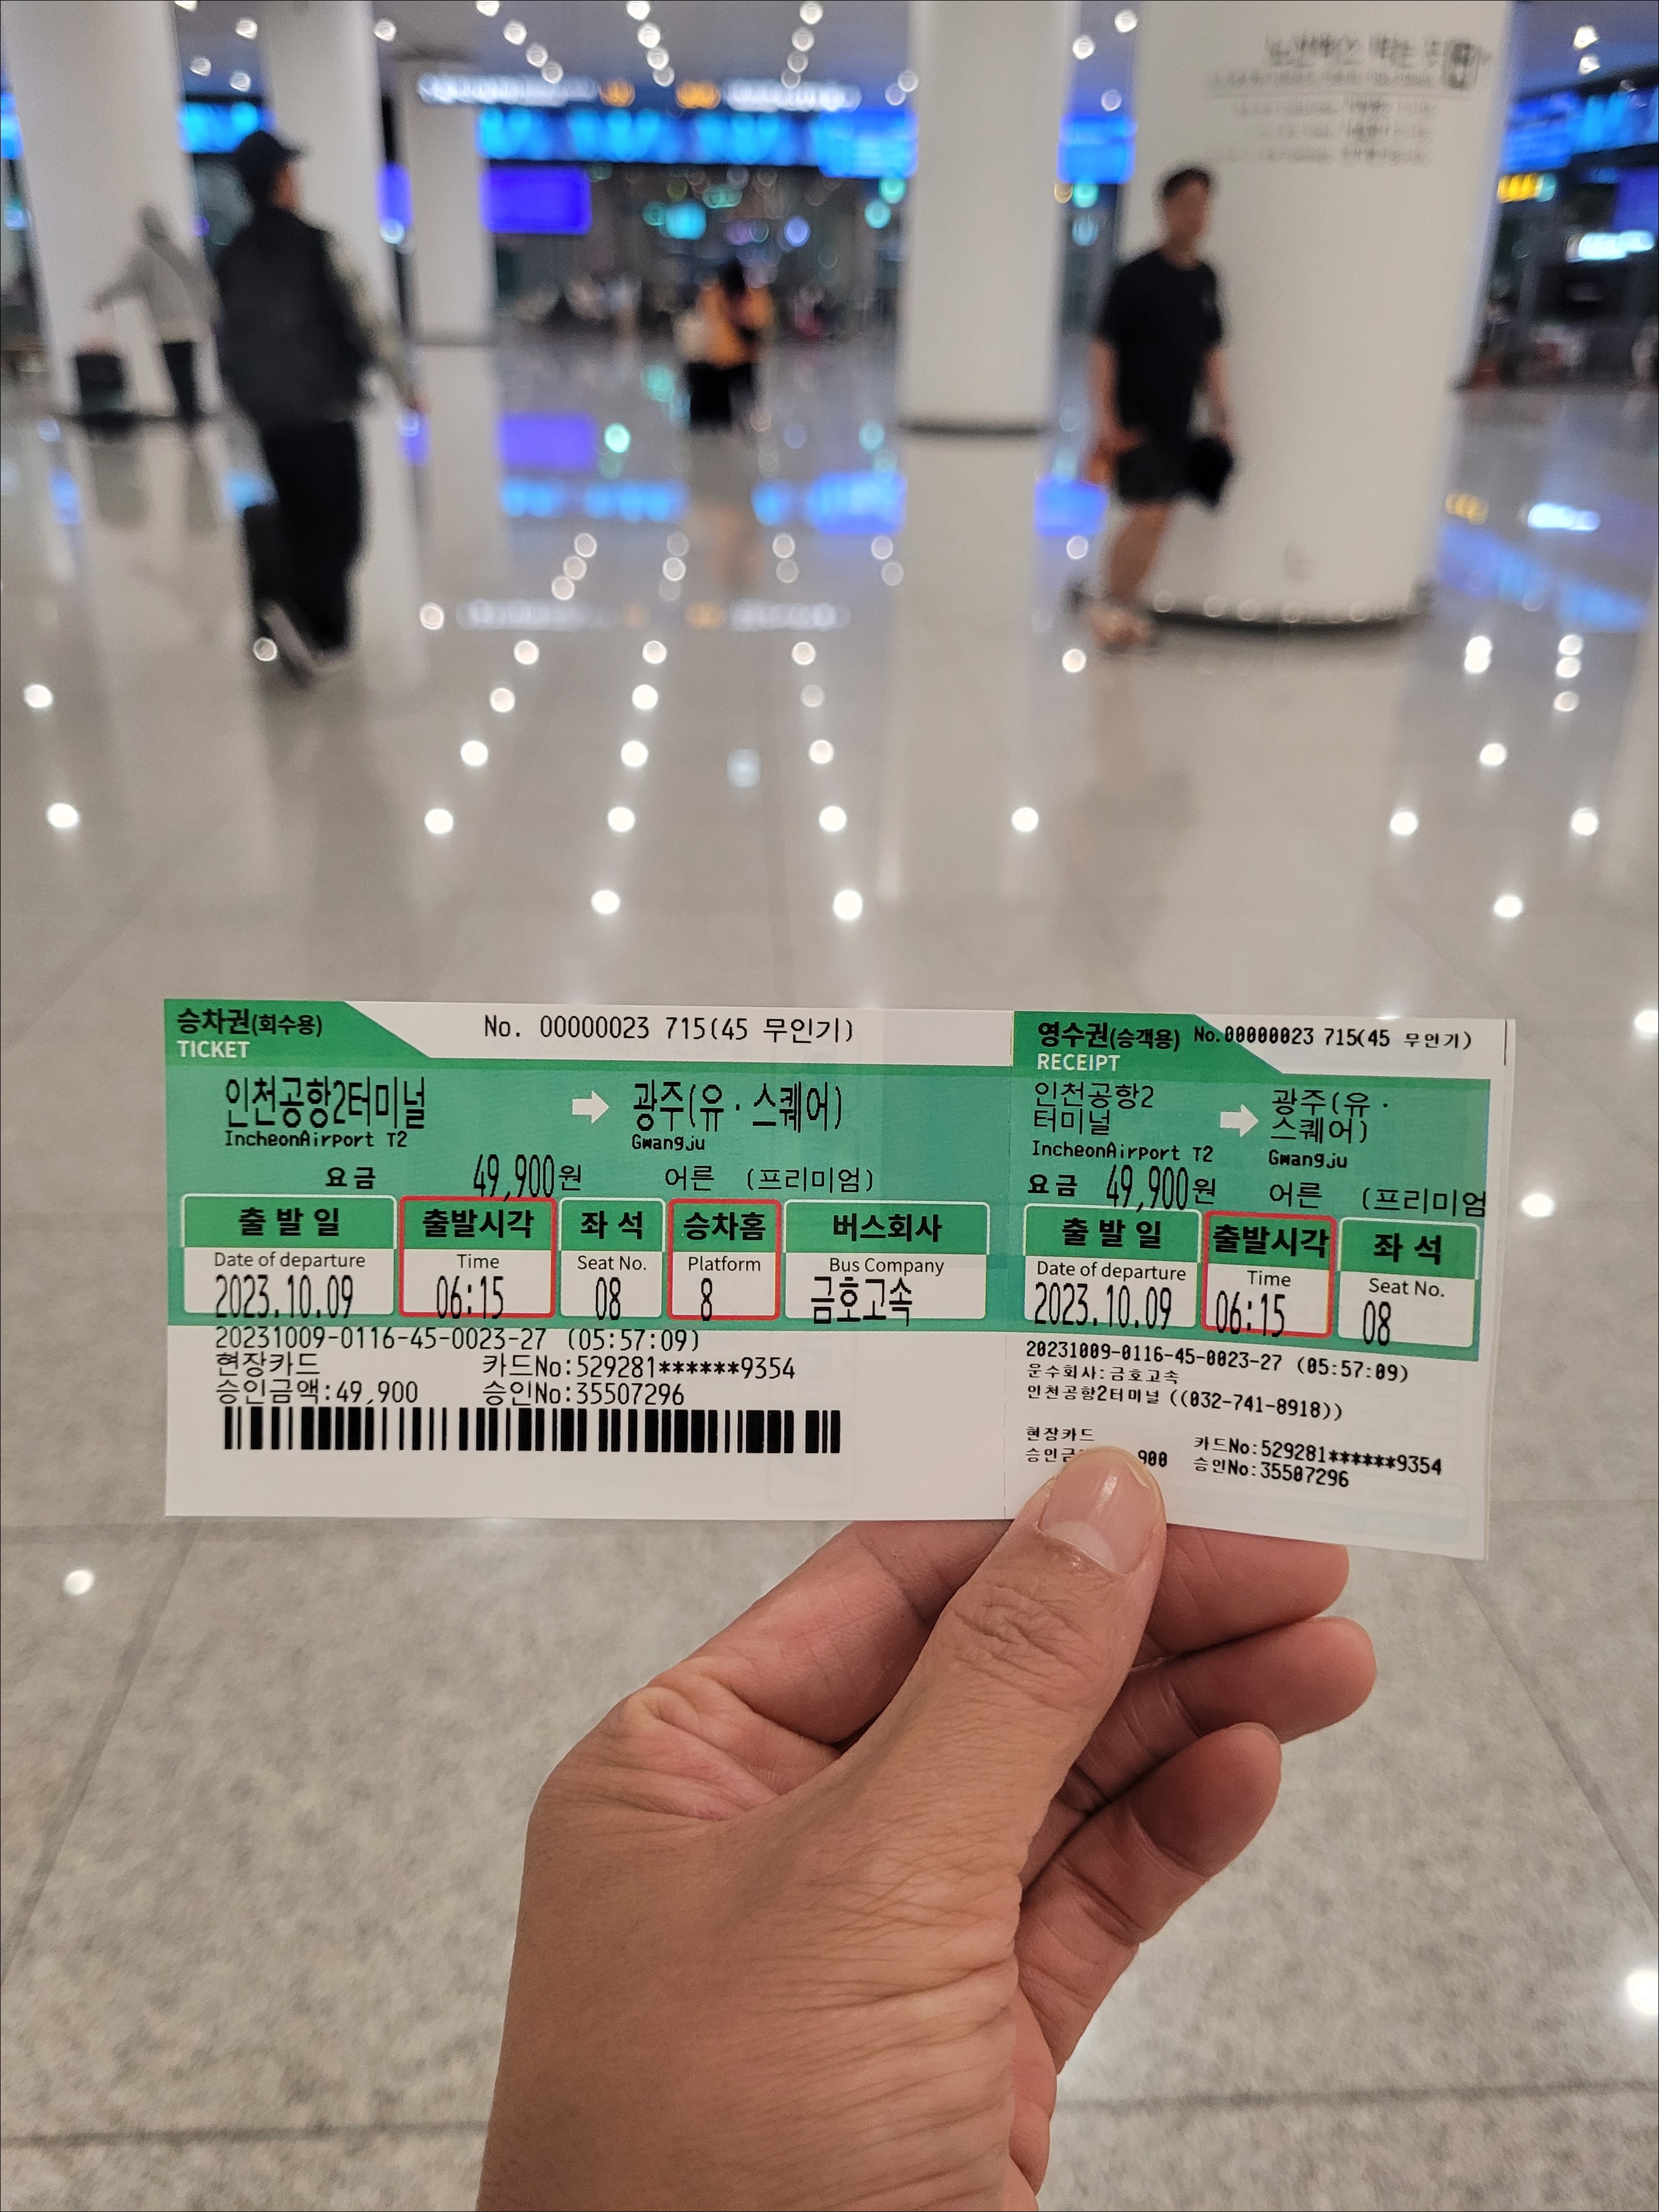 승차권(회수용)
TICKET
No. 00000023 715(45 무인기)
인천공항2터미널
IncheonAirport T2
광주(유·스퀘어)
Gwangju
요금 49,900원 어른 (프리미엄)
출발일 출발시각 좌석 승차홈 버스회사
Date of departure Time Seat No. Platform Bus Company
2023.10.09 06:15 08 8 금호고속
20231009-0116-45-0023-27 (05:57:09)
현장카드 카드No:529281******9354
승인금액:49,900 승인No:35507296
영수권(승객용)
RECEIPT
No.00000023 715(45 무인기)
인천공항2
터미널
IncheonAirport T2
광주(유·
스퀘어)
Gwangju
요금 49,900원 어른 (프리미엄
출발일 출발시각 좌석
Date of departure Time Seat No.
2023.10.09 06:15 08
20231009-0116-45-0023-27 (05:57:09)
운수회사:금호고속
인천공항2터미널 ((032-741-8918))
현장카드 카드No:529281******9354
900 승인No:35507296